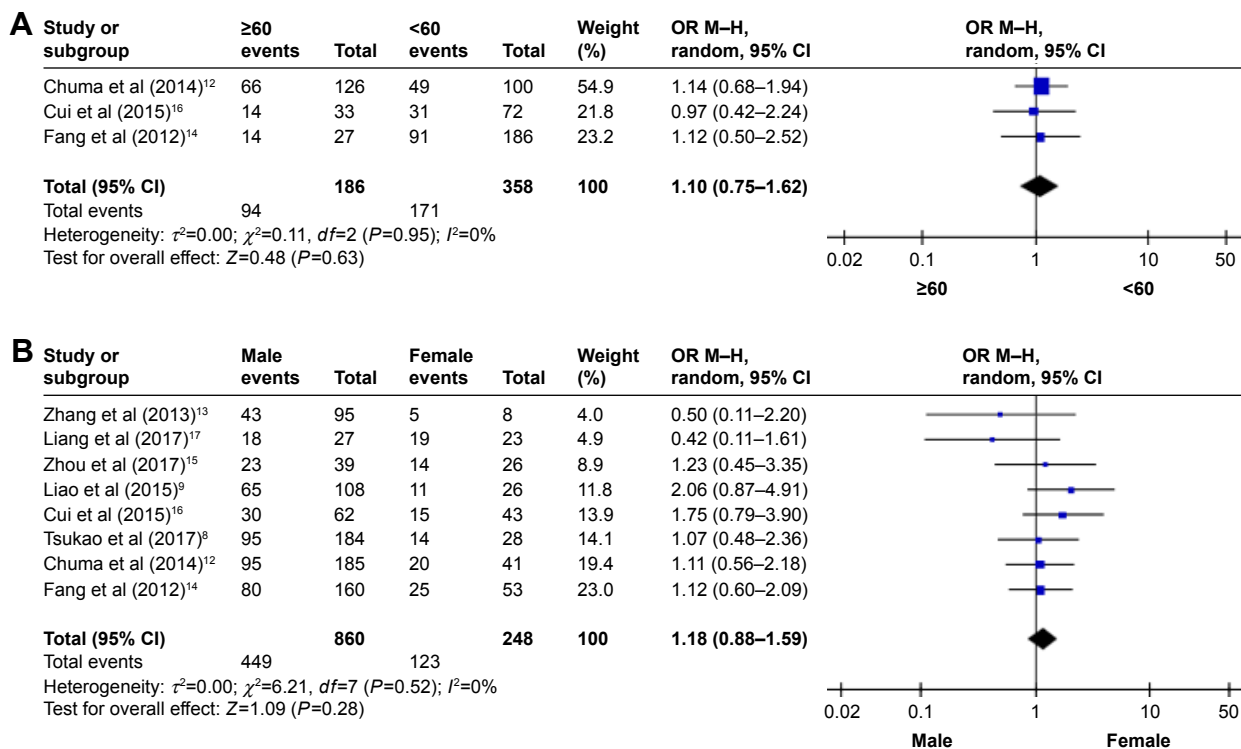 A Study or subgroup ≥60 events Total <60 events Total Weight (%) OR M–H, random, 95% CI OR M–H, random, 95% CI
Chuma et al (2014)¹² 66 126 49 100 54.9 1.14 (0.68–1.94)
Cui et al (2015)¹⁶ 14 33 31 72 21.8 0.97 (0.42–2.24)
Fang et al (2012)¹⁴ 14 27 91 186 23.2 1.12 (0.50–2.52)
Total (95% CI) 186 358 100 1.10 (0.75–1.62)
Total events 94 171
Heterogeneity: τ²=0.00; χ²=0.11, df=2 (P=0.95); I²=0%
Test for overall effect: Z=0.48 (P=0.63)
0.02 0.1 1 10 50
≥60 <60
B Study or subgroup Male events Total Female events Total Weight (%) OR M–H, random, 95% CI OR M–H, random, 95% CI
Zhang et al (2013)¹³ 43 95 5 8 4.0 0.50 (0.11–2.20)
Liang et al (2017)¹⁷ 18 27 19 23 4.9 0.42 (0.11–1.61)
Zhou et al (2017)¹⁵ 23 39 14 26 8.9 1.23 (0.45–3.35)
Liao et al (2015)⁹ 65 108 11 26 11.8 2.06 (0.87–4.91)
Cui et al (2015)¹⁶ 30 62 15 43 13.9 1.75 (0.79–3.90)
Tsukao et al (2017)⁸ 95 184 14 28 14.1 1.07 (0.48–2.36)
Chuma et al (2014)¹² 95 185 20 41 19.4 1.11 (0.56–2.18)
Fang et al (2012)¹⁴ 80 160 25 53 23.0 1.12 (0.60–2.09)
Total (95% CI) 860 248 100 1.18 (0.88–1.59)
Total events 449 123
Heterogeneity: τ²=0.00; χ²=6.21, df=7 (P=0.52); I²=0%
Test for overall effect: Z=1.09 (P=0.28)
0.02 0.1 1 10 50
Male Female